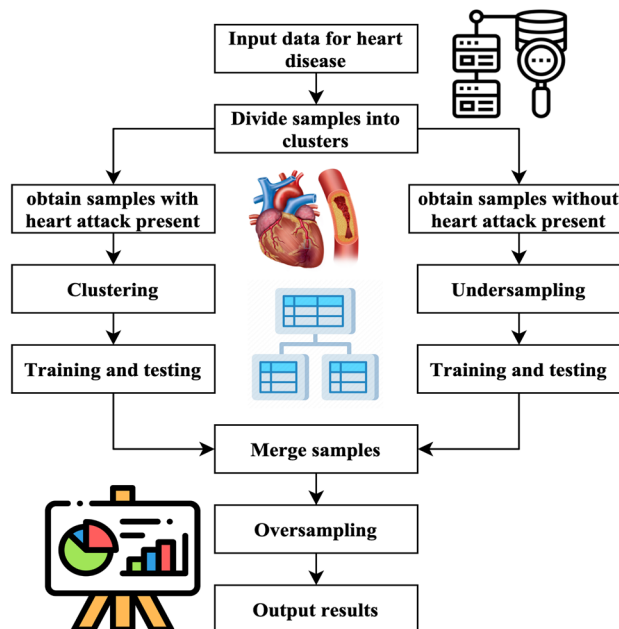 Input data for heart
disease
Divide samples into
clusters
obtain samples with
heart attack present
obtain samples without
heart attack present
Clustering
Undersampling
Training and testing
Training and testing
Merge samples
Oversampling
Output results